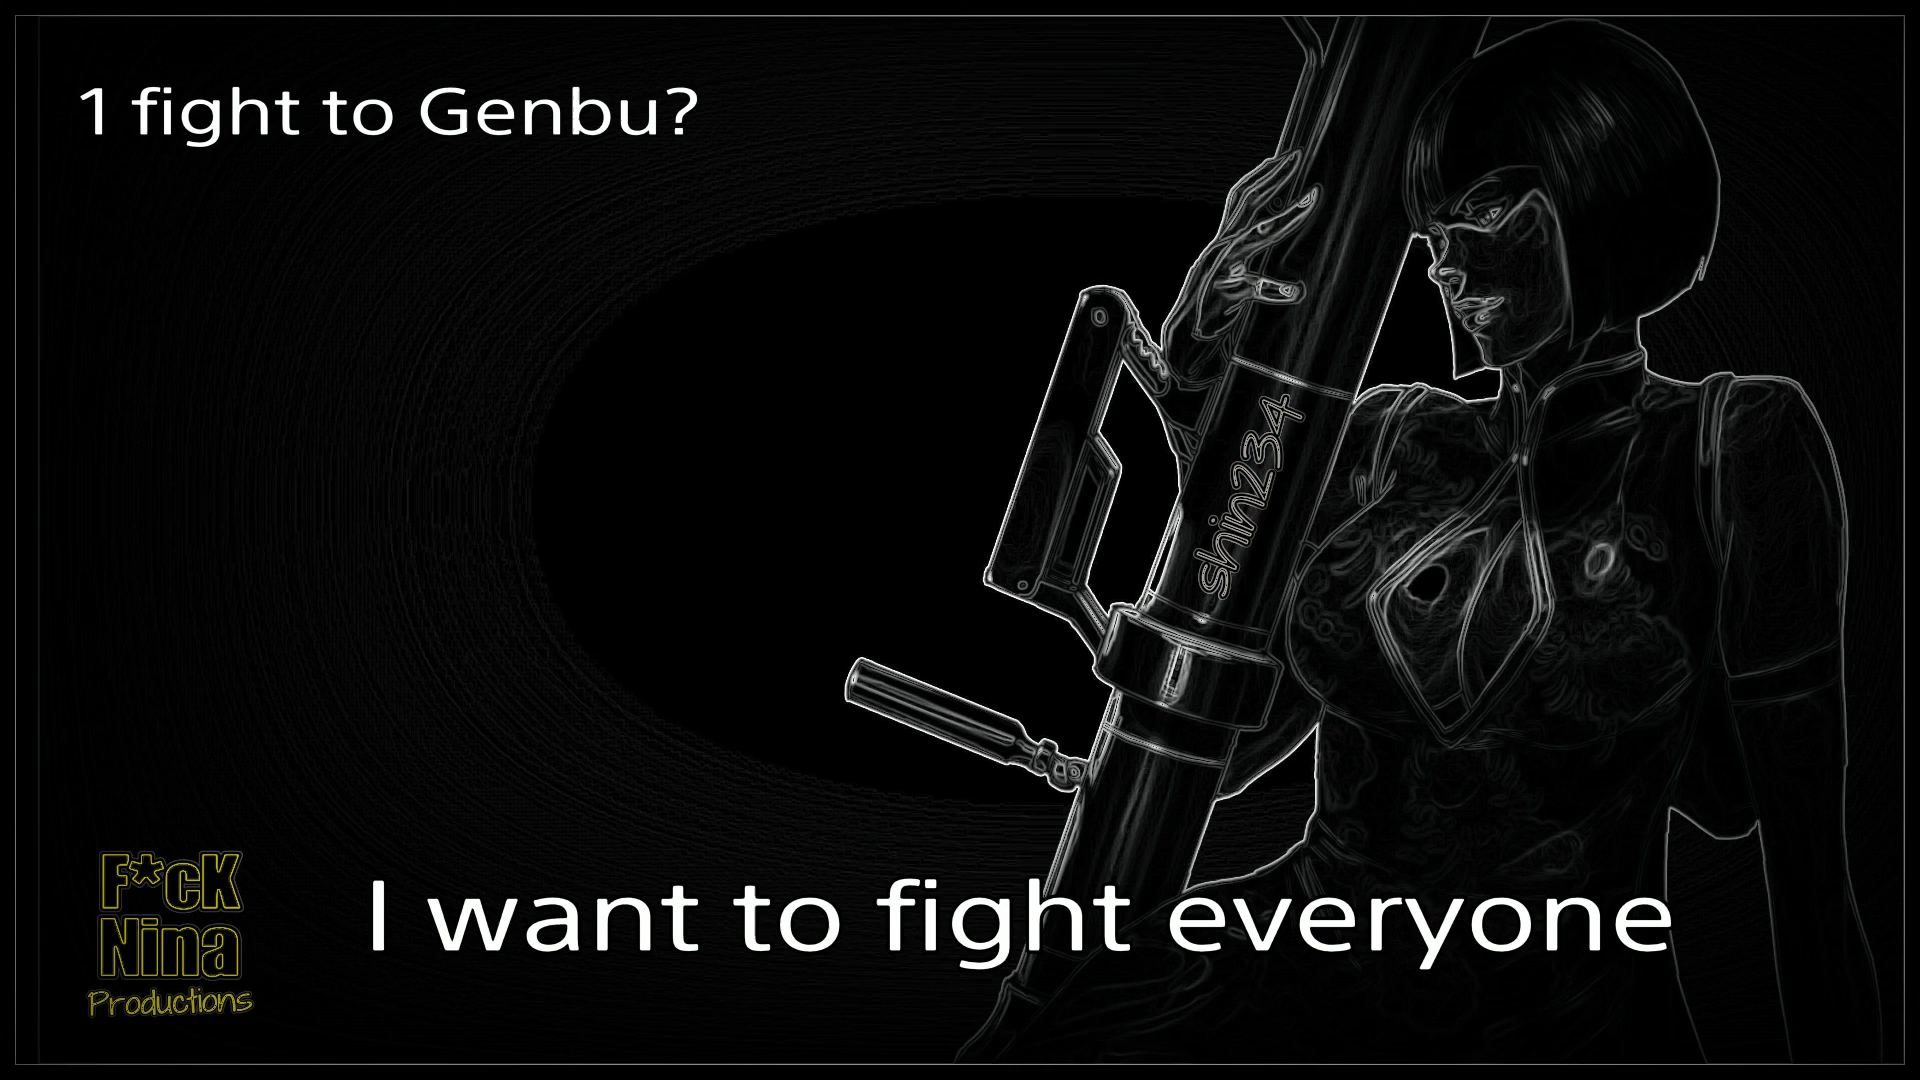 1 fight to Genbu?
shin234
I want to fight everyone
F*cK
Nina
Productions